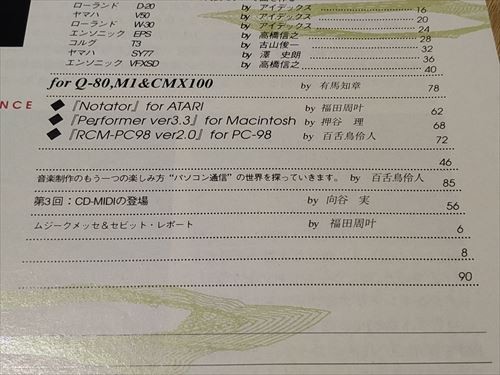 ローランド D-20 by アイデックス 16
ヤマハ V50 by アイデックス 20
ローランド W-30 by アイデックス 24
エンソニック EPS by 高橋信之 28
コルグ T3 by 古山俊一 32
ヤマハ SY77 by 澤 史朗 36
エンソニック VFXSD by 高橋信之 40
for Q-80,M1&CMX100 by 有馬知章 78
NCE
◆『Notator』for ATARI by 福田周叶 62
◆『Performer ver3.3』for Macintosh by 押谷 理 68
◆『RCM-PC98 ver2.0』for PC-98 by 百舌鳥伶人 72
46
音楽制作のもう一つの楽しみ方“パソコン通信”の世界を探っていきます。 by 百舌鳥伶人 85
第3回：CD-MIDIの登場 by 向谷 実 56
ムジークメッセ＆セビット・レポート by 福田周叶 6
8
90